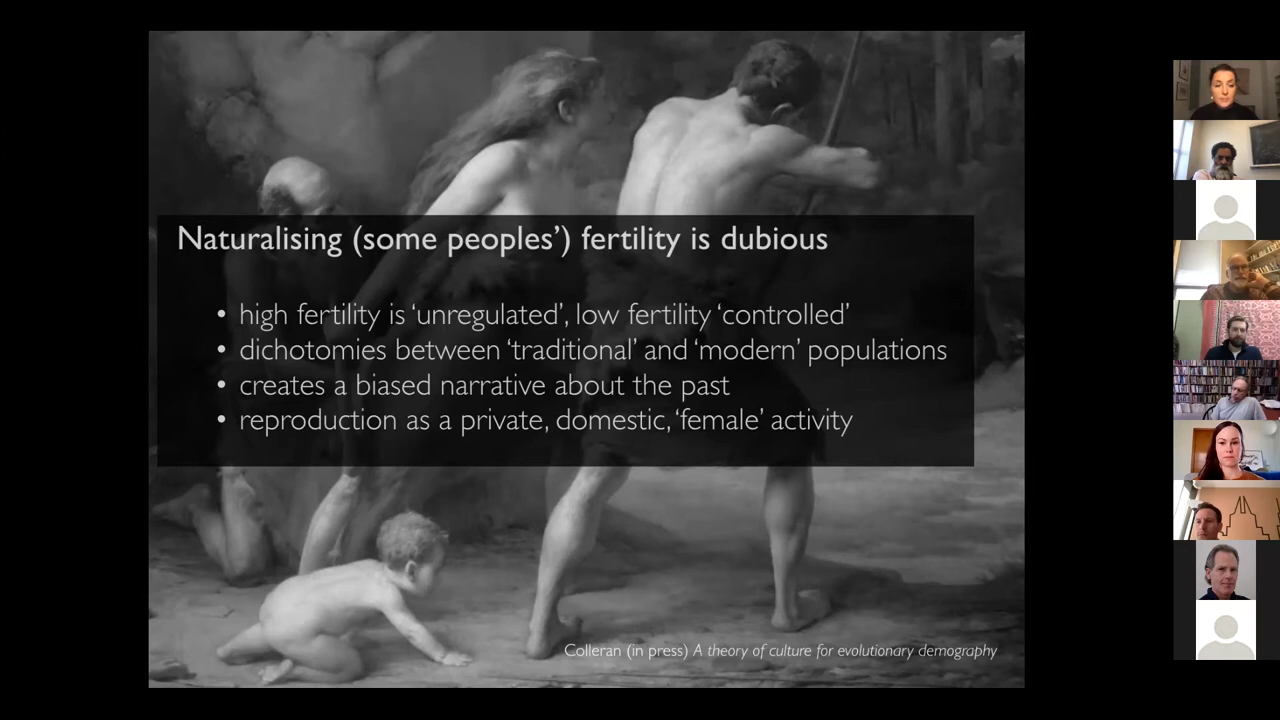 Naturalising (some peoples’) fertility is dubious
• high fertility is ‘unregulated’, low fertility ‘controlled’
• dichotomies between ‘traditional’ and ‘modern’ populations
• creates a biased narrative about the past
• reproduction as a private, domestic, ‘female’ activity
Colleran (in press) A theory of culture for evolutionary demography